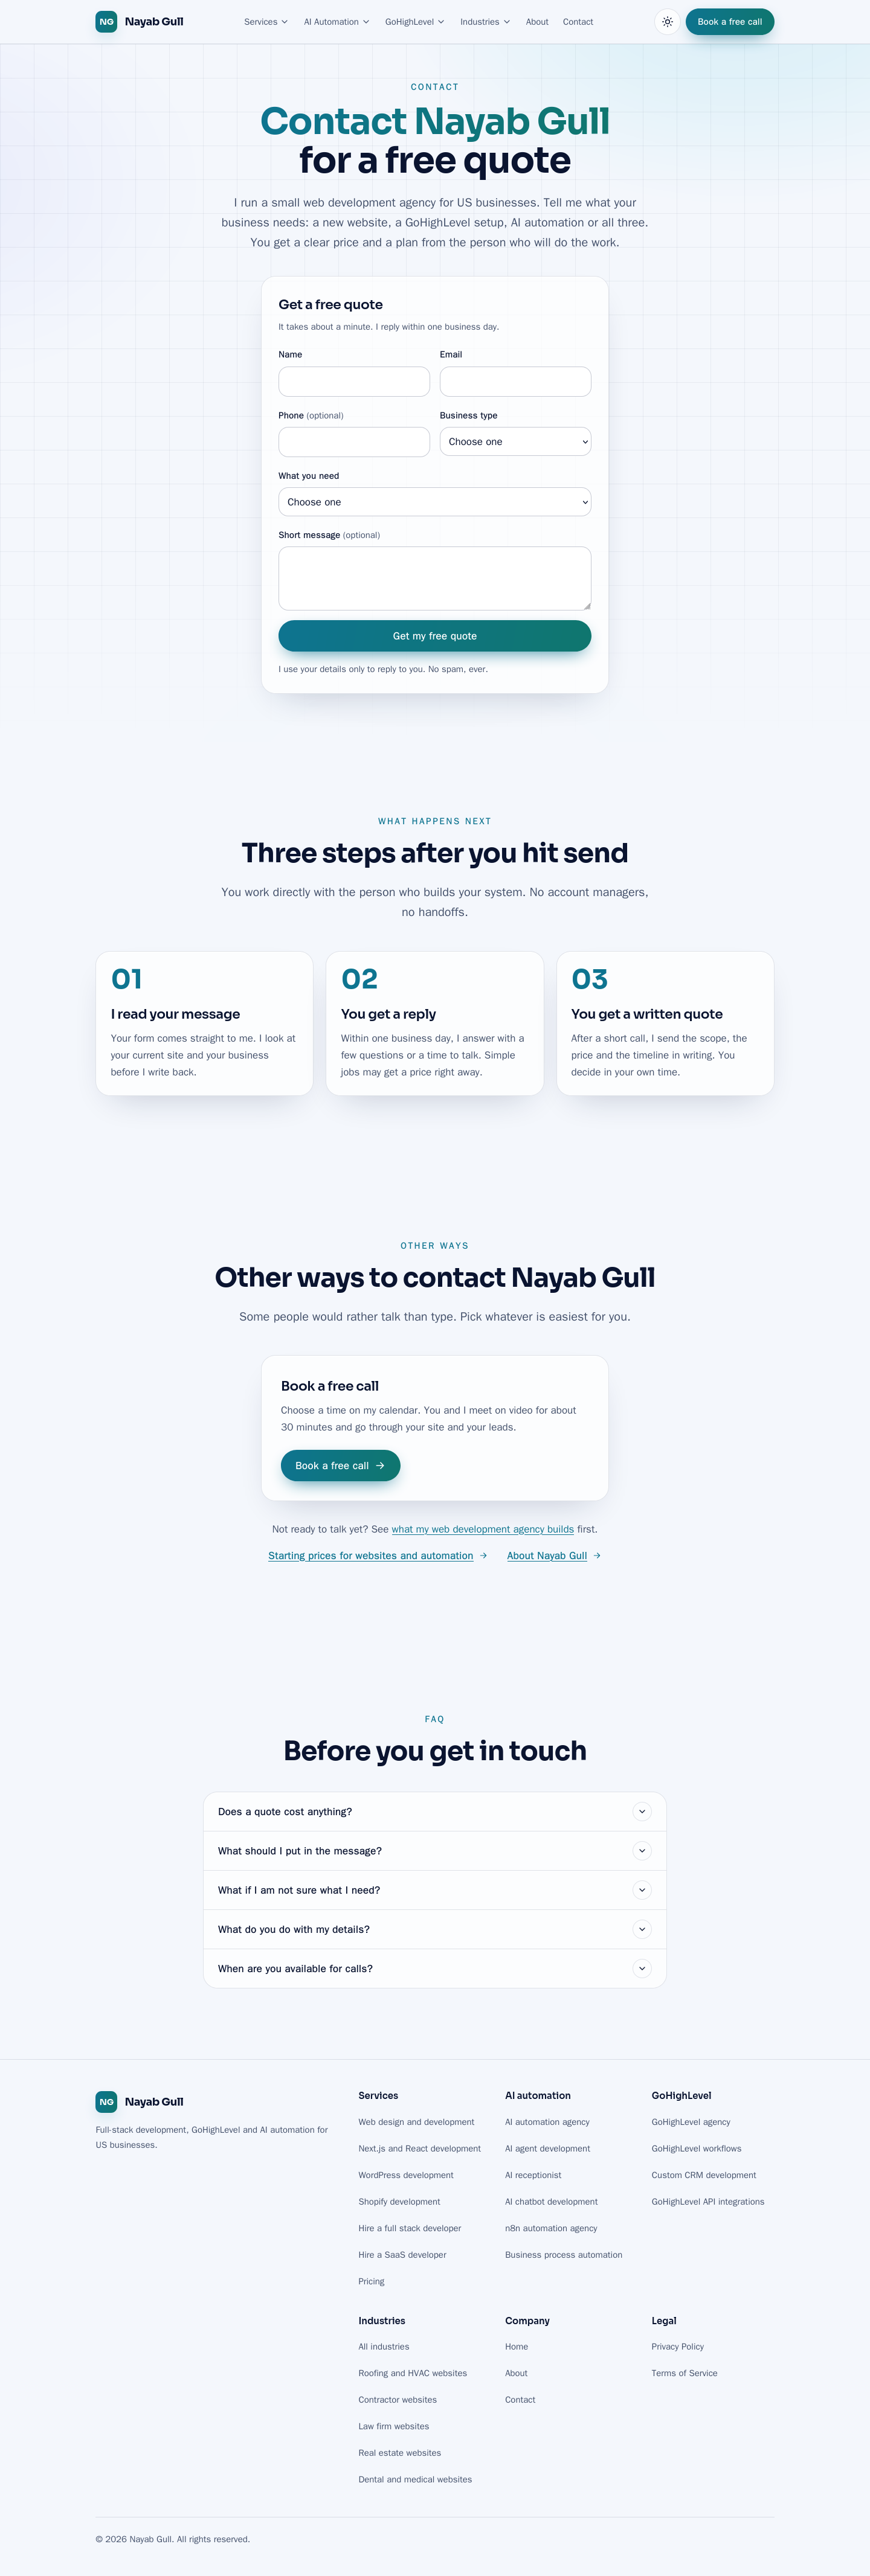 NG Nayab Gull
Services AI Automation GoHighLevel Industries About Contact
Book a free call
CONTACT
Contact Nayab Gull
for a free quote
I run a small web development agency for US businesses. Tell me what your
business needs: a new website, a GoHighLevel setup, AI automation or all three.
You get a clear price and a plan from the person who will do the work.
Get a free quote
It takes about a minute. I reply within one business day.
Name Email
Phone (optional) Business type
Choose one
What you need
Choose one
Short message (optional)
Get my free quote
I use your details only to reply to you. No spam, ever.
WHAT HAPPENS NEXT
Three steps after you hit send
You work directly with the person who builds your system. No account managers,
no handoffs.
01
I read your message
Your form comes straight to me. I look at
your current site and your business
before I write back.
02
You get a reply
Within one business day, I answer with a
few questions or a time to talk. Simple
jobs may get a price right away.
03
You get a written quote
After a short call, I send the scope, the
price and the timeline in writing. You
decide in your own time.
OTHER WAYS
Other ways to contact Nayab Gull
Some people would rather talk than type. Pick whatever is easiest for you.
Book a free call
Choose a time on my calendar. You and I meet on video for about
30 minutes and go through your site and your leads.
Book a free call →
Not ready to talk yet? See what my web development agency builds first.
Starting prices for websites and automation → About Nayab Gull →
FAQ
Before you get in touch
Does a quote cost anything?
What should I put in the message?
What if I am not sure what I need?
What do you do with my details?
When are you available for calls?
NG Nayab Gull
Full-stack development, GoHighLevel and AI automation for
US businesses.
Services
Web design and development
Next.js and React development
WordPress development
Shopify development
Hire a full stack developer
Hire a SaaS developer
Pricing
AI automation
AI automation agency
AI agent development
AI receptionist
AI chatbot development
n8n automation agency
Business process automation
GoHighLevel
GoHighLevel agency
GoHighLevel workflows
Custom CRM development
GoHighLevel API integrations
Industries
All industries
Roofing and HVAC websites
Contractor websites
Law firm websites
Real estate websites
Dental and medical websites
Company
Home
About
Contact
Legal
Privacy Policy
Terms of Service
© 2026 Nayab Gull. All rights reserved.